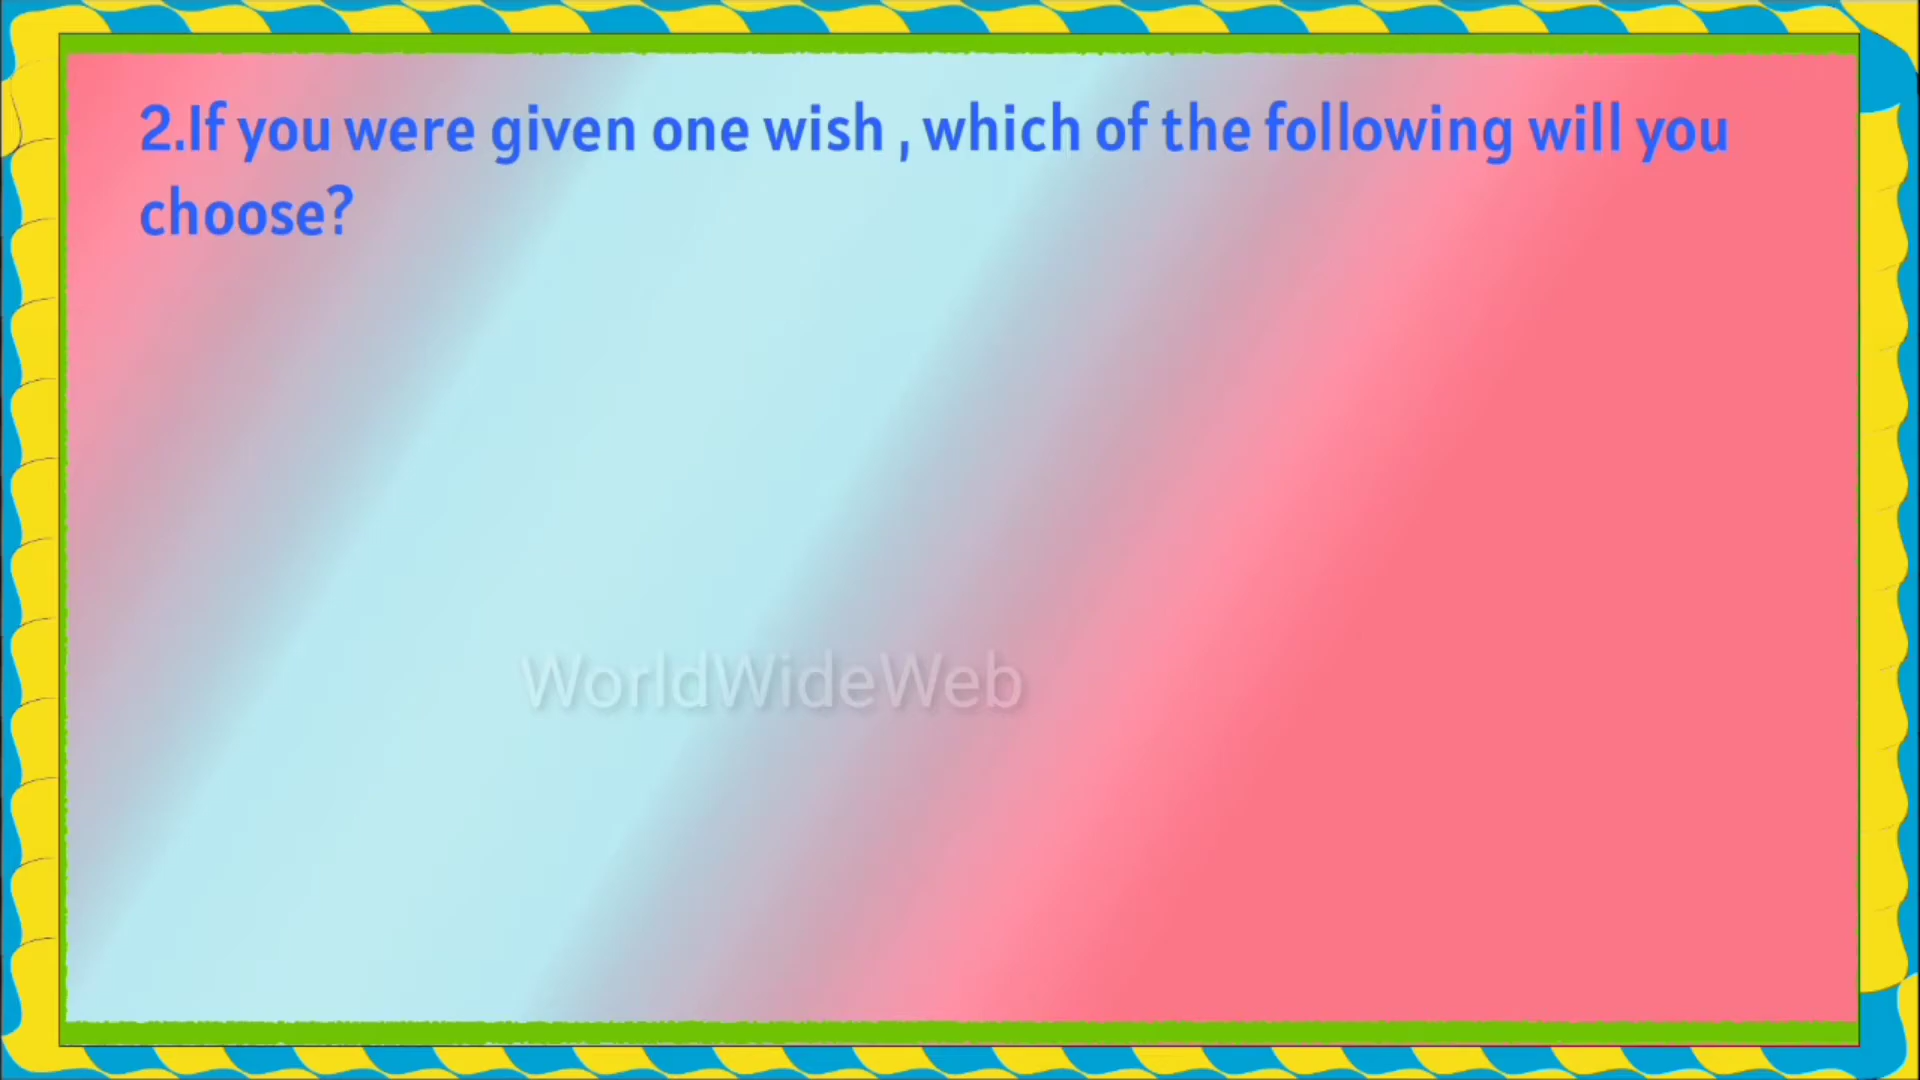 2.If you were given one wish , which of the following will you
choose?
WorldWideWeb